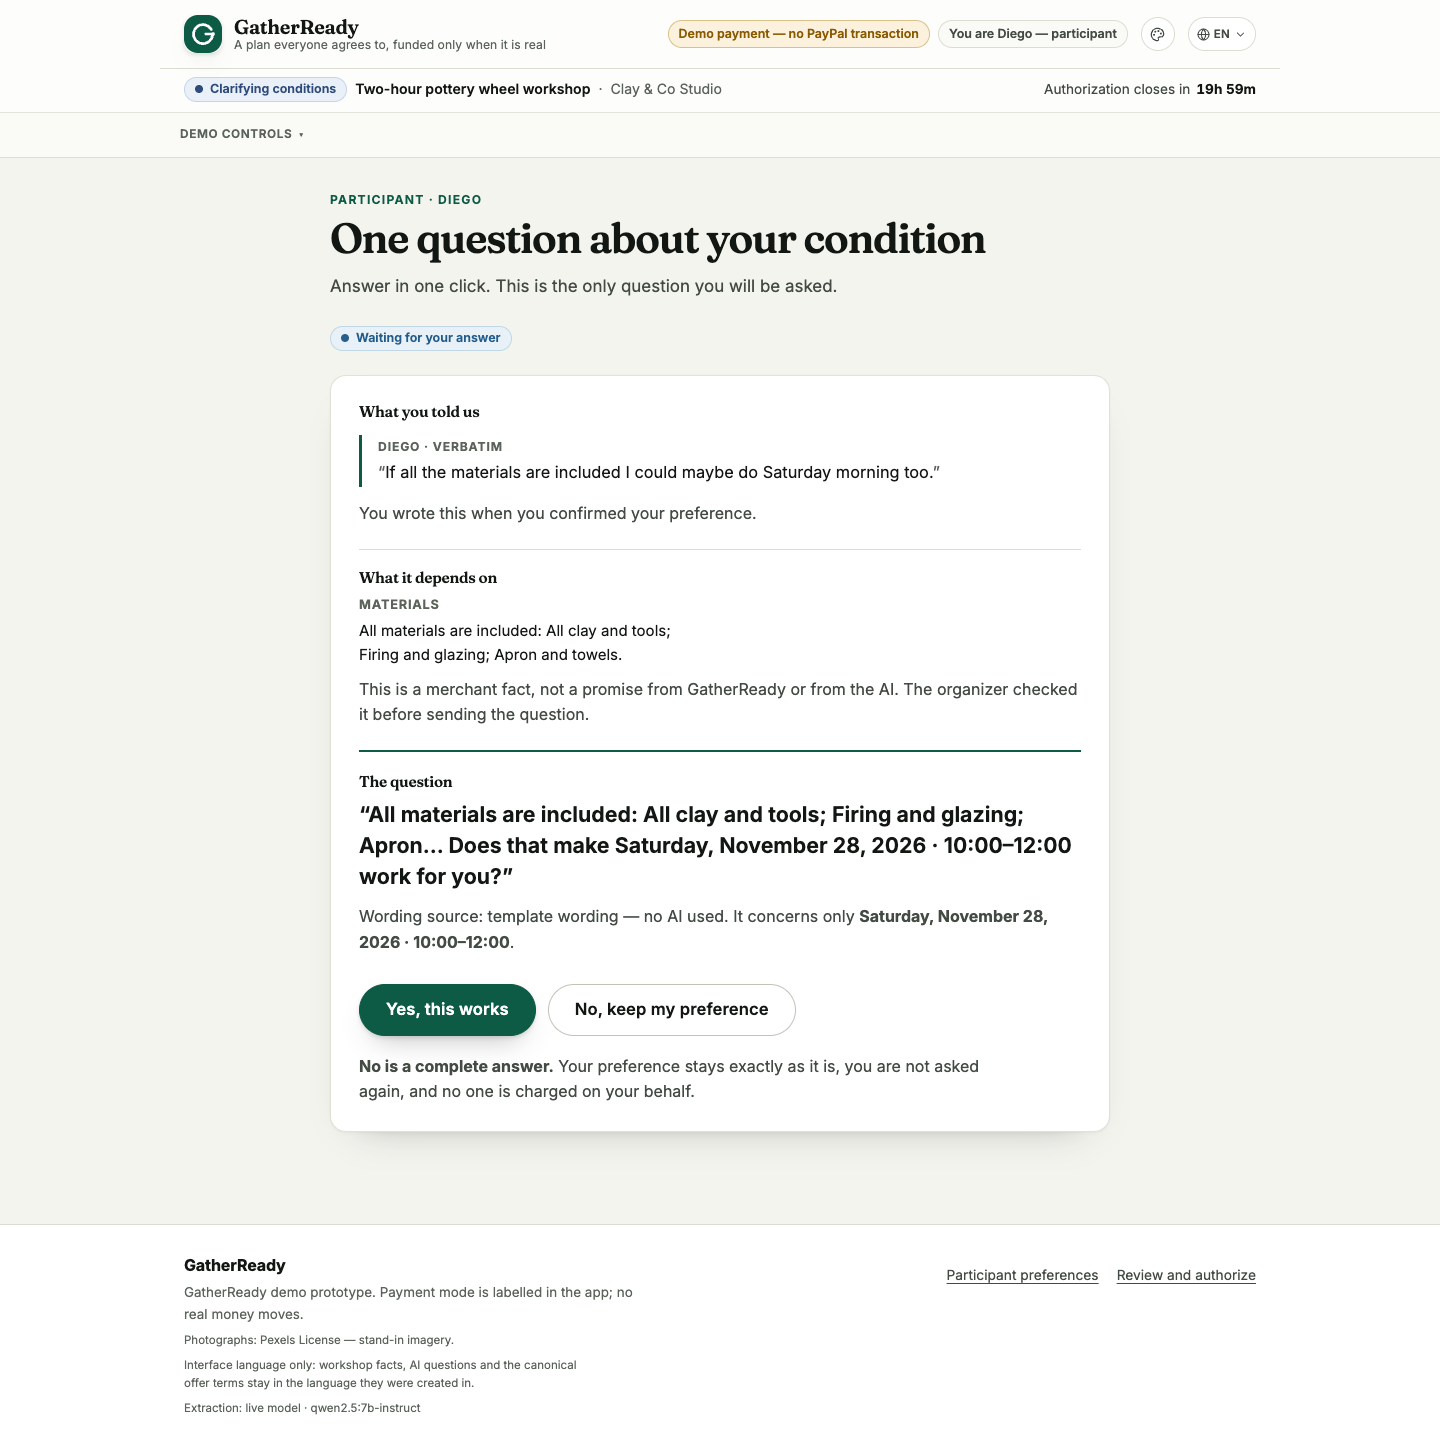 GatherReady
A plan everyone agrees to, funded only when it is real
Demo payment — no PayPal transaction
You are Diego — participant
EN
Clarifying conditions
Two-hour pottery wheel workshop · Clay & Co Studio
Authorization closes in 19h 59m
DEMO CONTROLS
PARTICIPANT · DIEGO
One question about your condition
Answer in one click. This is the only question you will be asked.
Waiting for your answer
What you told us
DIEGO · VERBATIM
“If all the materials are included I could maybe do Saturday morning too.”
You wrote this when you confirmed your preference.
What it depends on
MATERIALS
All materials are included: All clay and tools;
Firing and glazing; Apron and towels.
This is a merchant fact, not a promise from GatherReady or from the AI. The organizer checked
it before sending the question.
The question
“All materials are included: All clay and tools; Firing and glazing;
Apron… Does that make Saturday, November 28, 2026 · 10:00–12:00
work for you?”
Wording source: template wording — no AI used. It concerns only Saturday, November 28,
2026 · 10:00–12:00.
Yes, this works
No, keep my preference
No is a complete answer. Your preference stays exactly as it is, you are not asked
again, and no one is charged on your behalf.
GatherReady
GatherReady demo prototype. Payment mode is labelled in the app; no
real money moves.
Photographs: Pexels License — stand-in imagery.
Interface language only: workshop facts, AI questions and the canonical
offer terms stay in the language they were created in.
Extraction: live model · qwen2.5:7b-instruct
Participant preferences
Review and authorize